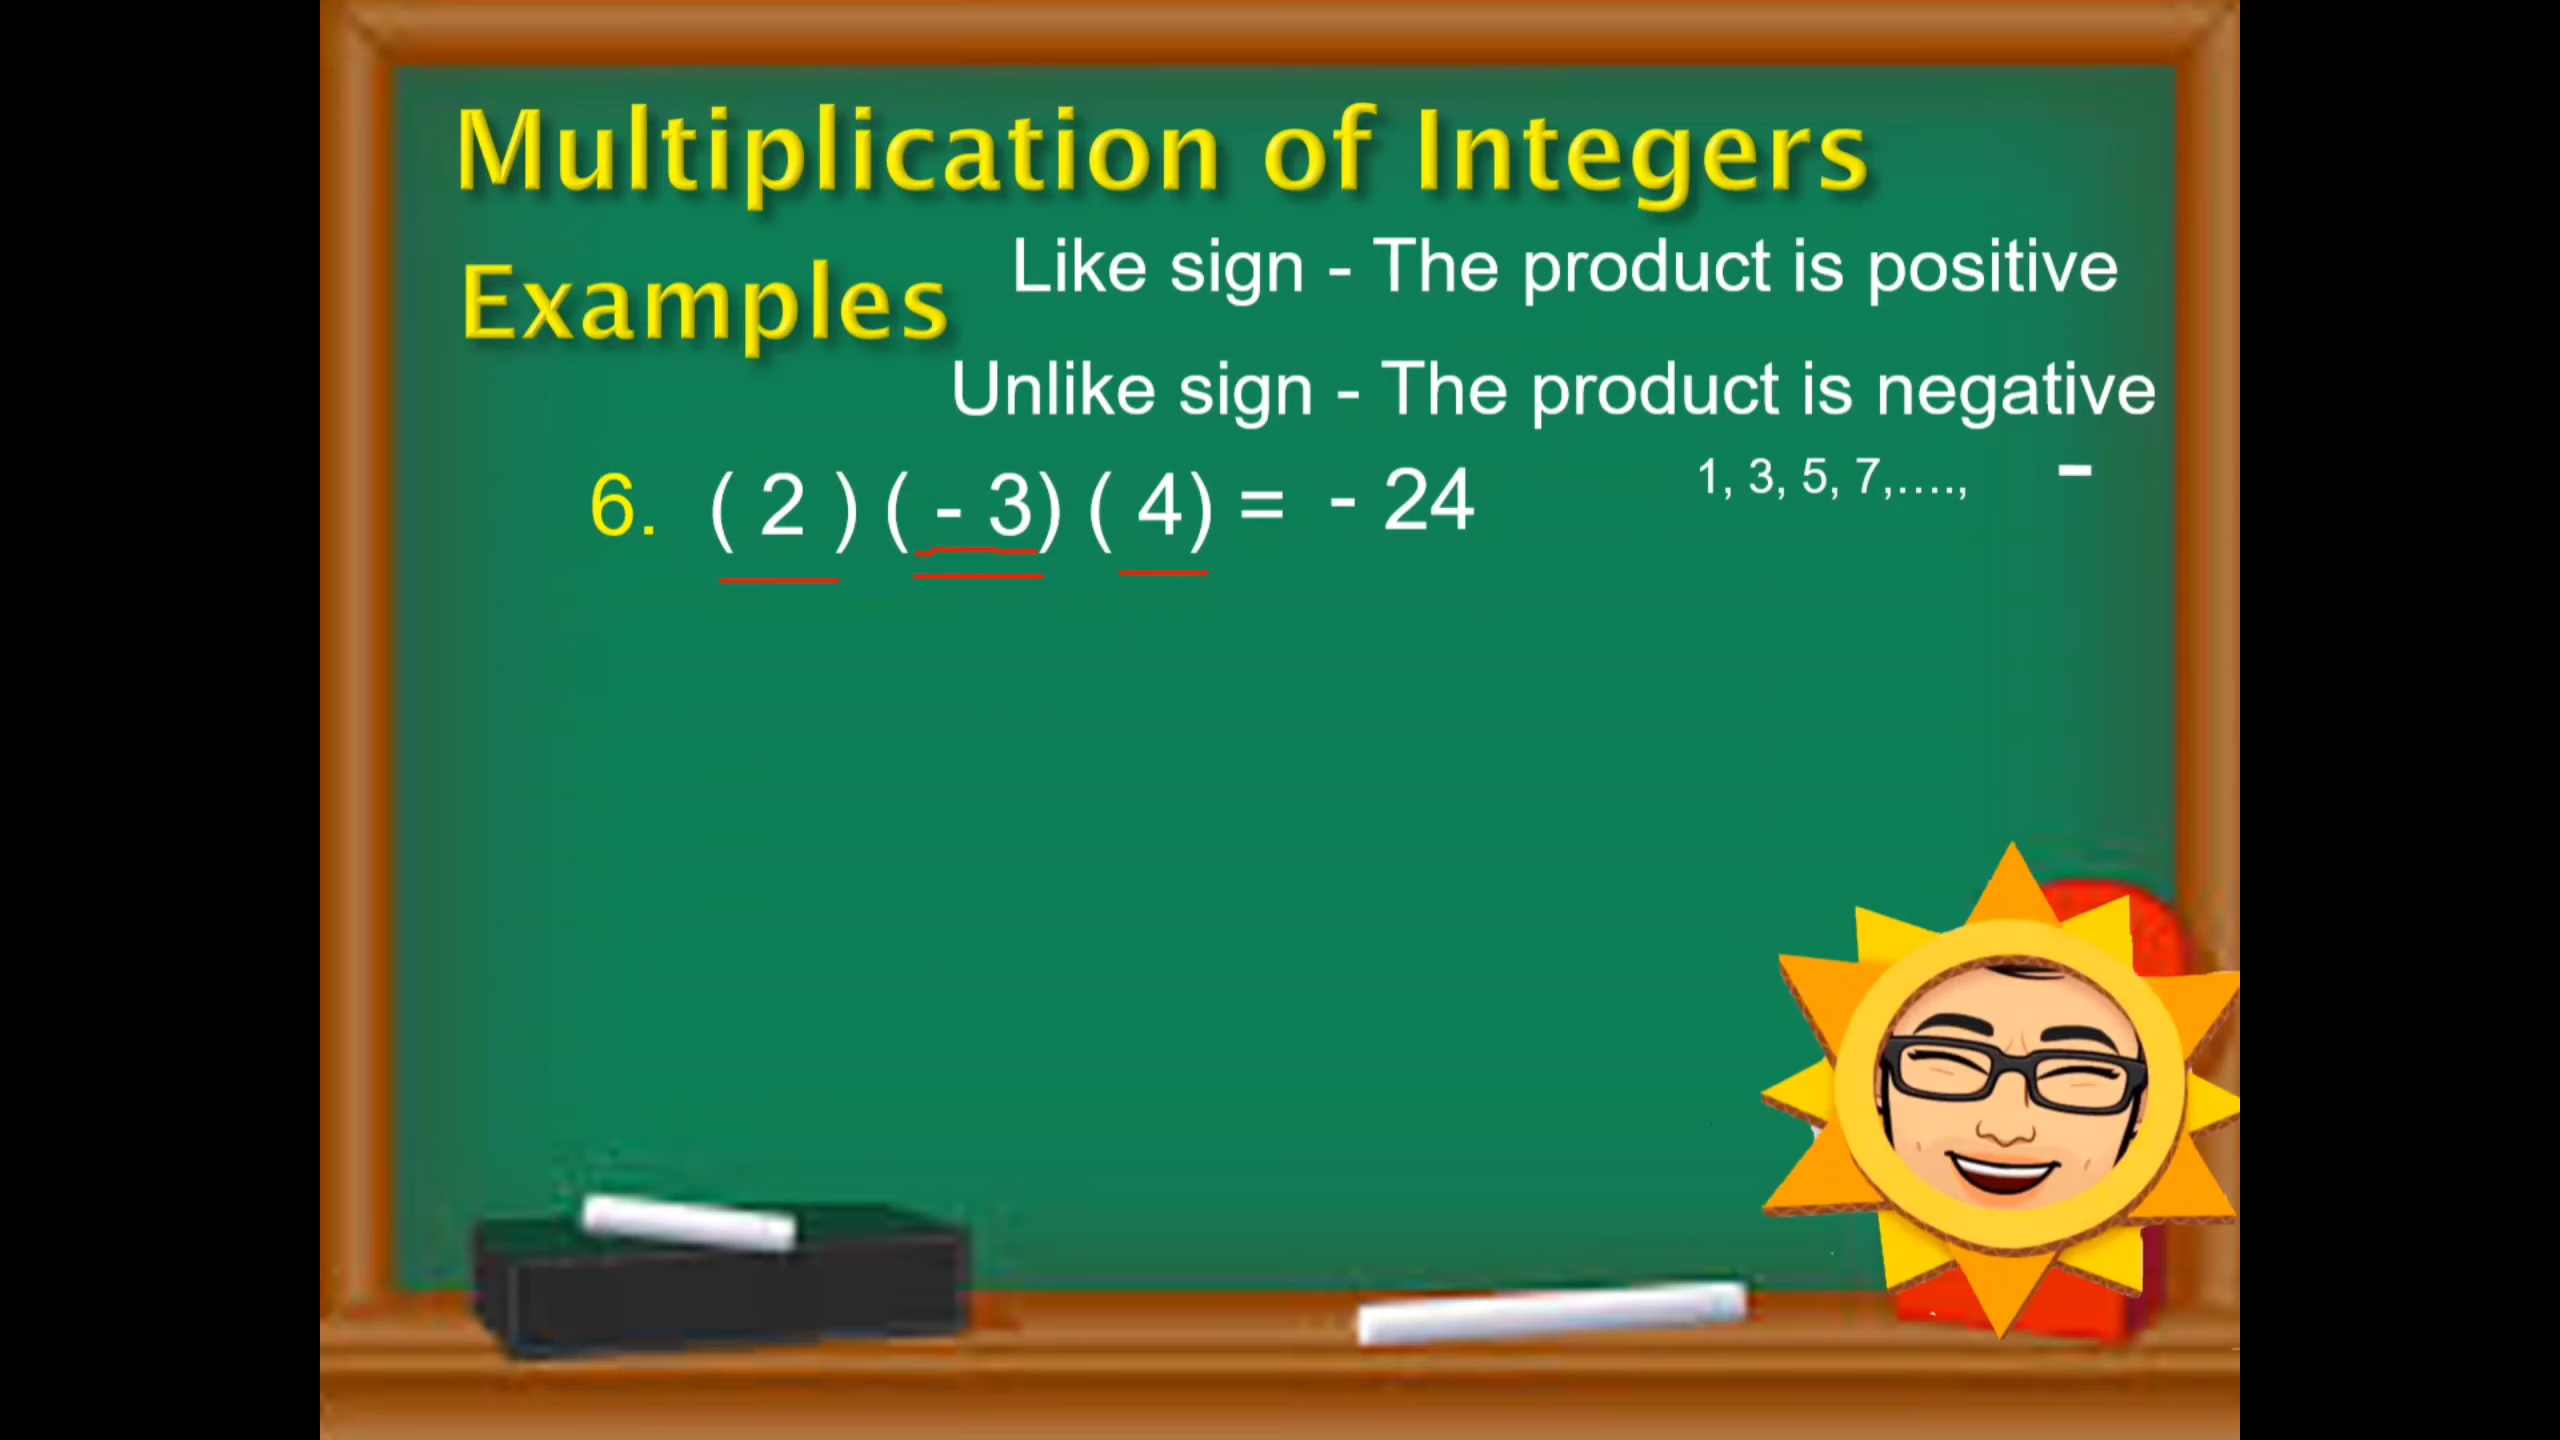 Multiplication of Integers
Examples
Like sign - The product is positive
Unlike sign - The product is negative
6. ( 2 ) ( - 3) ( 4) = - 24
1, 3, 5, 7,...., -